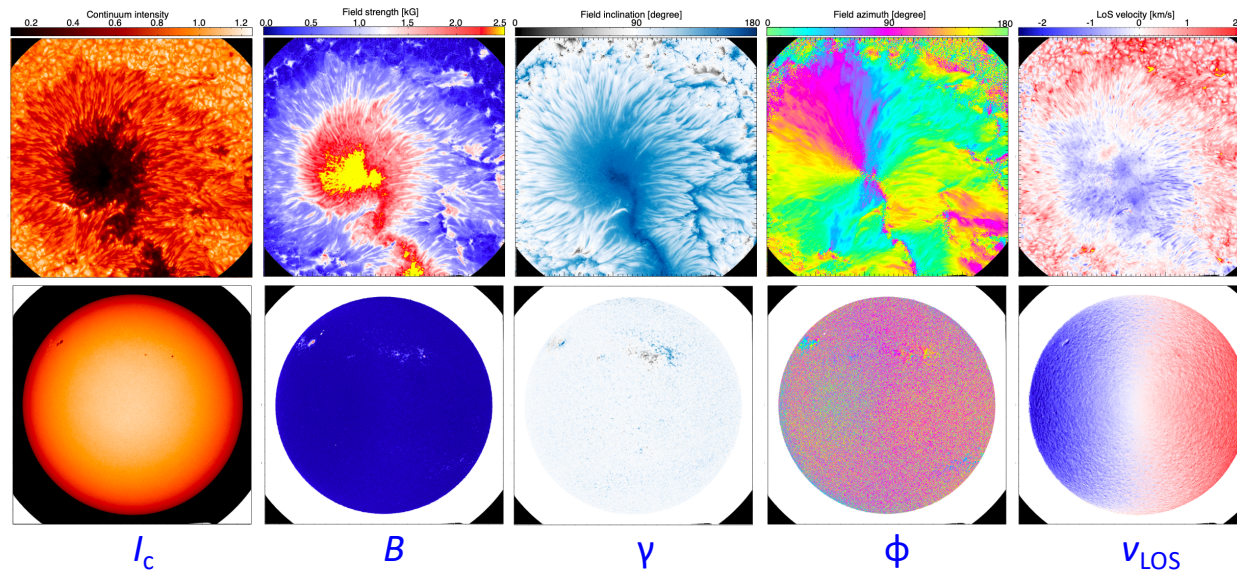 Continuum intensity
0.2 0.4 0.6 0.8 1.0 1.2
Field strength [kG]
0.0 0.5 1.0 1.5 2.0 2.5
Field inclination [degree]
0 90 180
Field azimuth [degree]
0 90 180
LoS velocity [km/s]
-2 -1 0 1 2
I_c
B
γ
ϕ
v_LOS